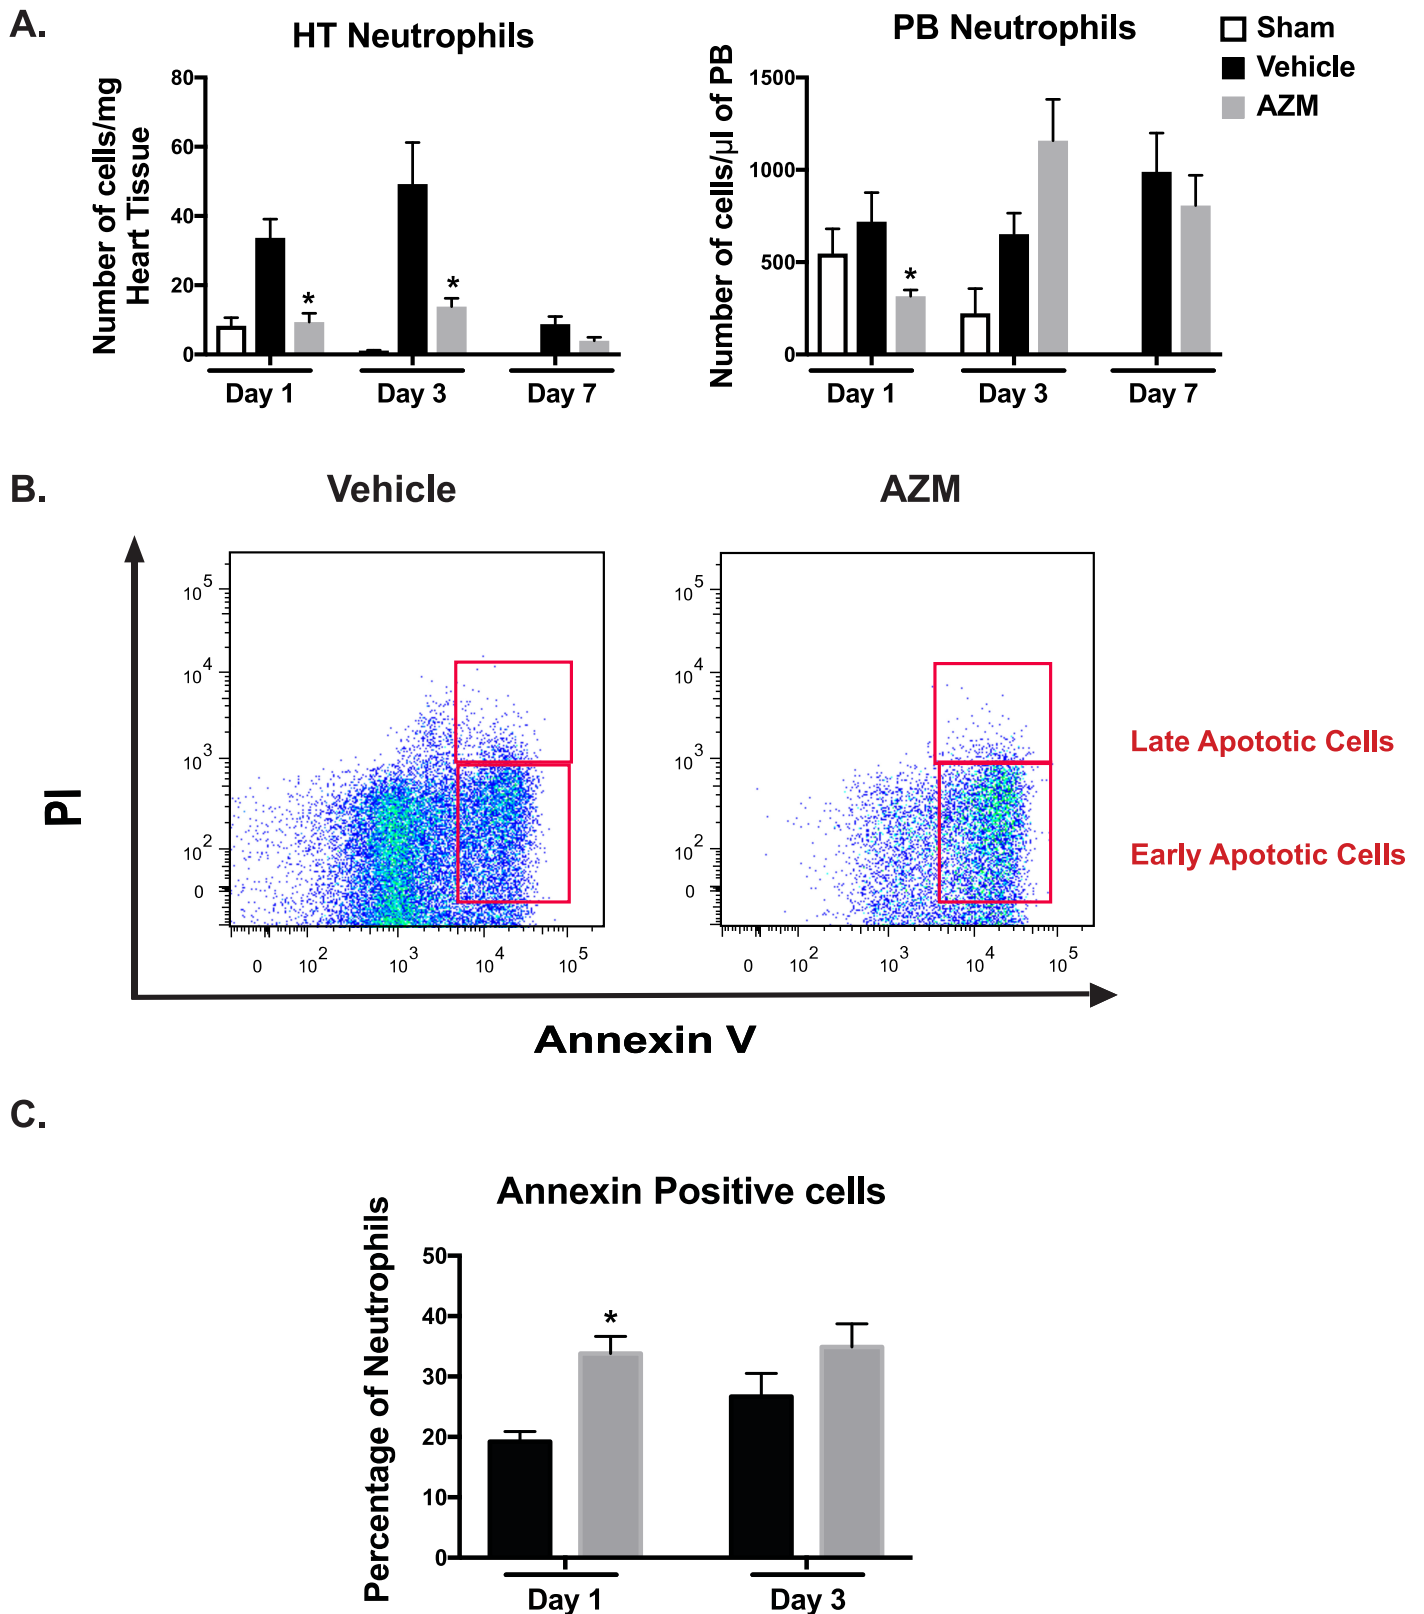 A.
HT Neutrophils
Number of cells/mg
Heart Tissue
80
60
40
20
0
*
*
Day 1
Day 3
Day 7
PB Neutrophils
Number of cells/µl of PB
1500
1000
500
0
*
Day 1
Day 3
Day 7
Sham
Vehicle
AZM
B.
Vehicle
AZM
PI
10^5
10^4
10^3
10^2
0
0
10^2
10^3
10^4
10^5
10^5
10^4
10^3
10^2
0
0
10^2
10^3
10^4
10^5
Late Apototic Cells
Early Apototic Cells
Annexin V
C.
Annexin Positive cells
Percentage of Neutrophils
50
40
30
20
10
0
*
Day 1
Day 3